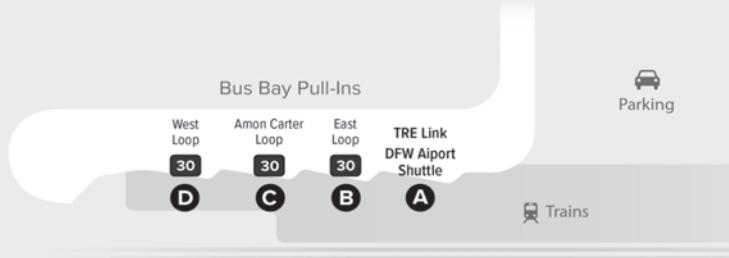 Bus Bay Pull-Ins
Parking
West
Loop
30
D
Amon Carter
Loop
30
C
East
Loop
30
B
TRE Link
DFW Aiport
Shuttle
A
Trains